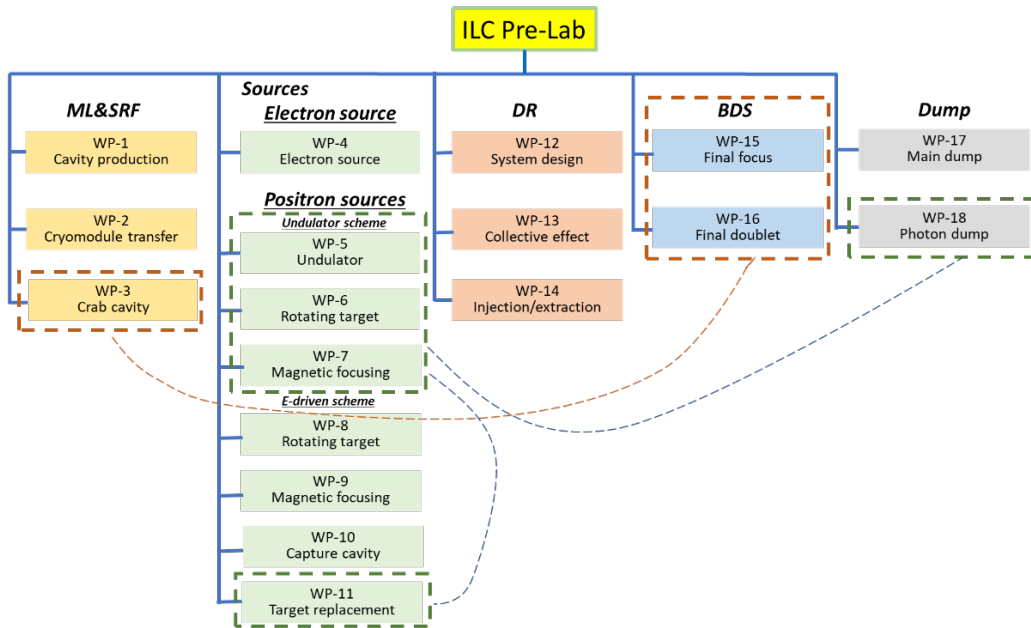 ILC Pre-Lab
ML&SRF
WP-1
Cavity production
WP-2
Cryomodule transfer
WP-3
Crab cavity
Sources
Electron source
WP-4
Electron source
Positron sources
Undulator scheme
WP-5
Undulator
WP-6
Rotating target
WP-7
Magnetic focusing
E-driven scheme
WP-8
Rotating target
WP-9
Magnetic focusing
WP-10
Capture cavity
WP-11
Target replacement
DR
WP-12
System design
WP-13
Collective effect
WP-14
Injection/extraction
BDS
WP-15
Final focus
WP-16
Final doublet
Dump
WP-17
Main dump
WP-18
Photon dump